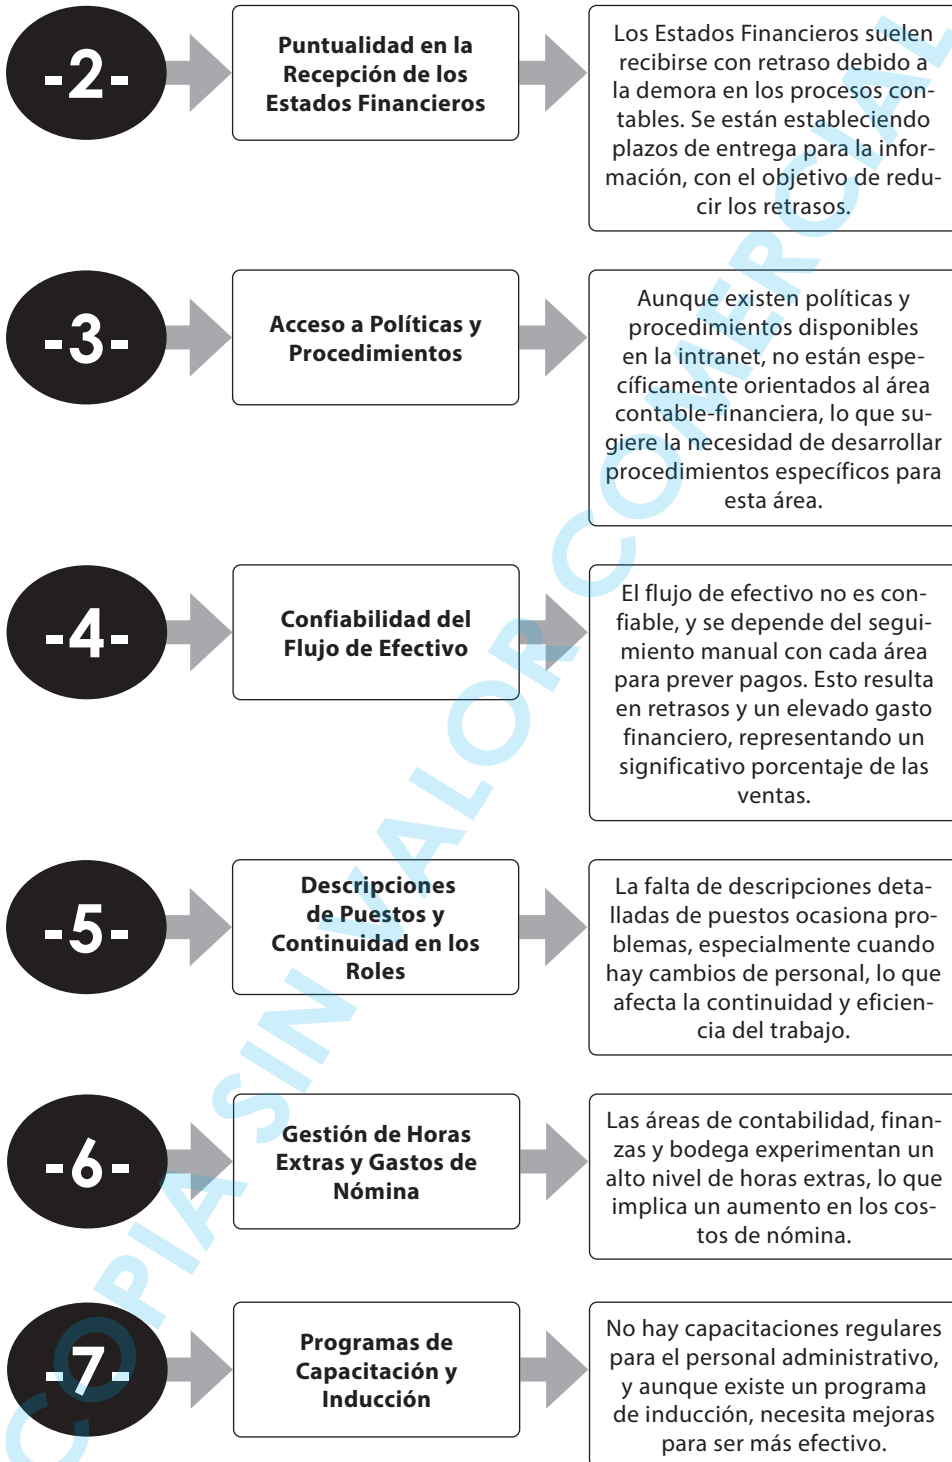 -2-
Puntualidad en la
Recepción de los
Estados Financieros
Los Estados Financieros suelen
recibirse con retraso debido a
la demora en los procesos con-
tables. Se están estableciendo
plazos de entrega para la infor-
mación, con el objetivo de redu-
cir los retrasos.
-3-
Acceso a Políticas y
Procedimientos
Aunque existen políticas y
procedimientos disponibles
en la intranet, no están espe-
cíficamente orientados al área
contable-financiera, lo que su-
giere la necesidad de desarrollar
procedimientos específicos para
esta área.
-4-
Confiabilidad del
Flujo de Efectivo
El flujo de efectivo no es con-
fiable, y se depende del segui-
miento manual con cada área
para prever pagos. Esto resulta
en retrasos y un elevado gasto
financiero, representando un
significativo porcentaje de las
ventas.
-5-
Descripciones
de Puestos y
Continuidad en los
Roles
La falta de descripciones deta-
lladas de puestos ocasiona pro-
blemas, especialmente cuando
hay cambios de personal, lo que
afecta la continuidad y eficien-
cia del trabajo.
-6-
Gestión de Horas
Extras y Gastos de
Nómina
Las áreas de contabilidad, finan-
zas y bodega experimentan un
alto nivel de horas extras, lo que
implica un aumento en los cos-
tos de nómina.
-7-
Programas de
Capacitación y
Inducción
No hay capacitaciones regulares
para el personal administrativo,
y aunque existe un programa
de inducción, necesita mejoras
para ser más efectivo.
COPIA SIN VALOR COMERCIAL